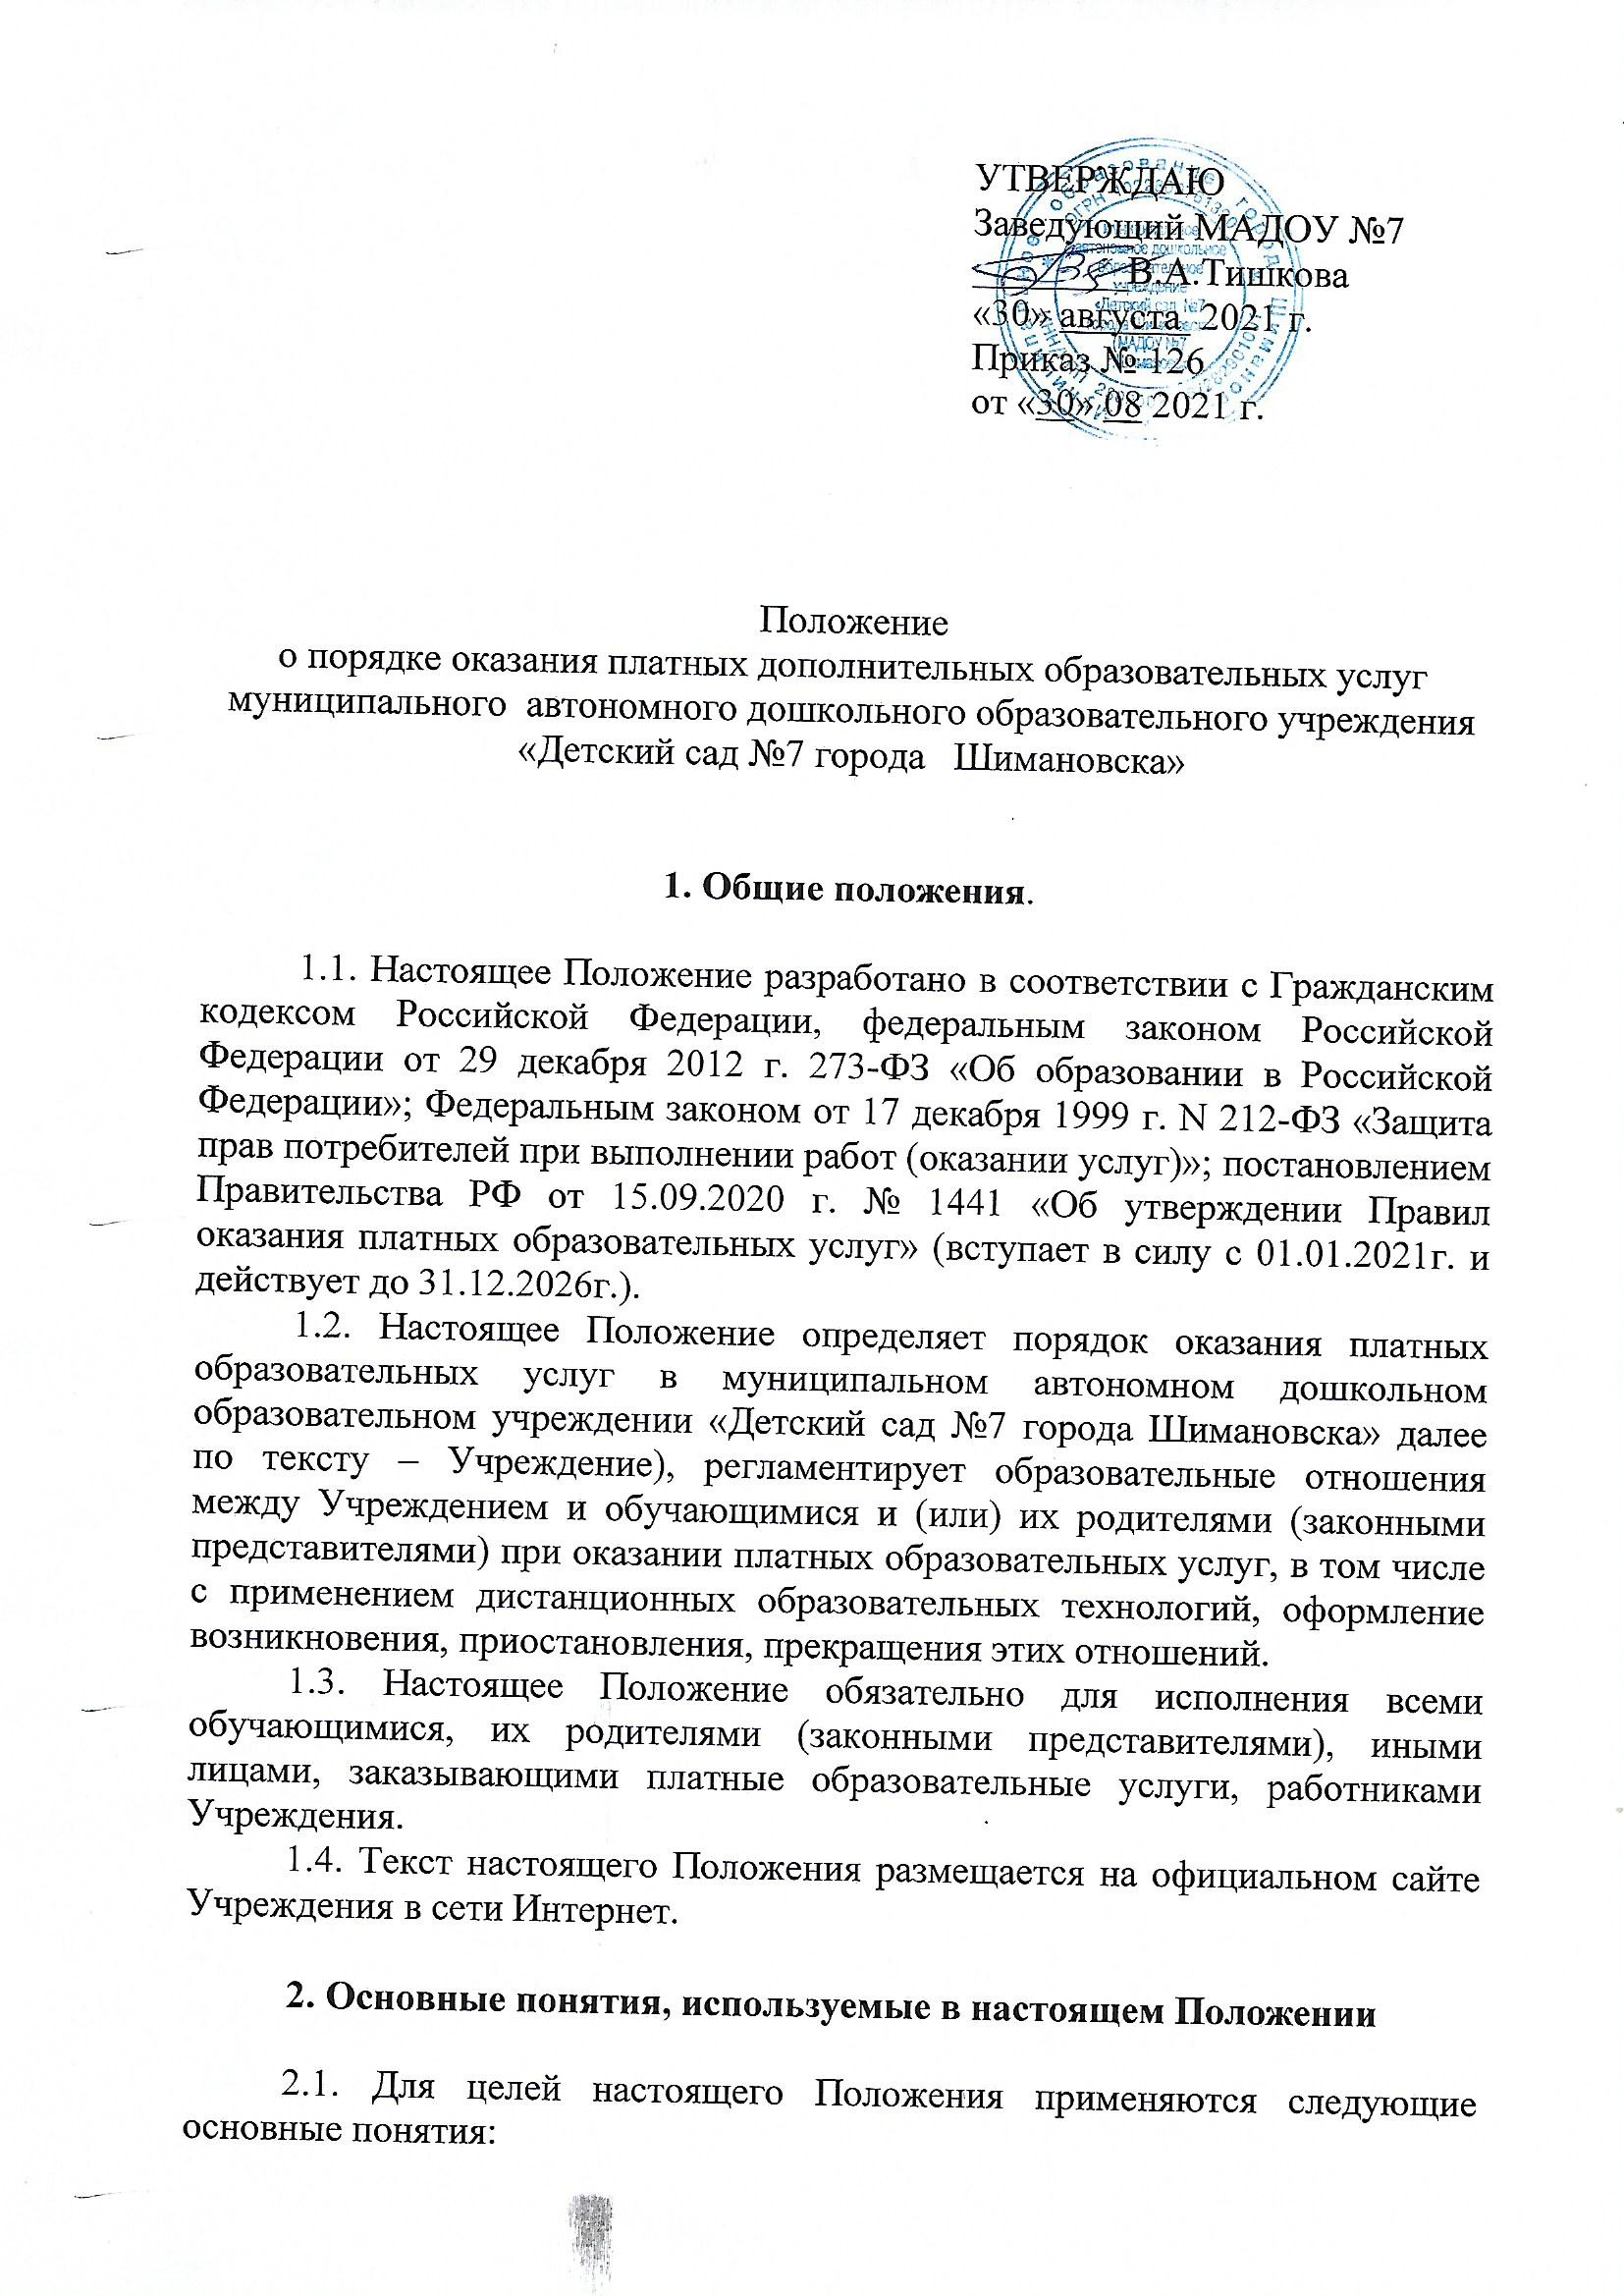 УТВЕРЖДАЮ
Заведующий МАДОУ №7
В.А.Тишкова
«30» августа 2021 г.
Приказ № 126
от «30» 08 2021 г.
Положение
о порядке оказания платных дополнительных образовательных услуг
муниципального автономного дошкольного образовательного учреждения
«Детский сад №7 города Шимановска»
1. Общие положения.
1.1. Настоящее Положение разработано в соответствии с Гражданским
кодексом Российской Федерации, федеральным законом Российской
Федерации от 29 декабря 2012 г. 273-ФЗ «Об образовании в Российской
Федерации»; Федеральным законом от 17 декабря 1999 г. N 212-ФЗ «Защита
прав потребителей при выполнении работ (оказании услуг)»; постановлением
Правительства РФ от 15.09.2020 г. № 1441 «Об утверждении Правил
оказания платных образовательных услуг» (вступает в силу с 01.01.2021г. и
действует до 31.12.2026г.).
1.2. Настоящее Положение определяет порядок оказания платных
образовательных услуг в муниципальном автономном дошкольном
образовательном учреждении «Детский сад №7 города Шимановска» далее
по тексту – Учреждение), регламентирует образовательные отношения
между Учреждением и обучающимися и (или) их родителями (законными
представителями) при оказании платных образовательных услуг, в том числе
с применением дистанционных образовательных технологий, оформление
возникновения, приостановления, прекращения этих отношений.
1.3. Настоящее Положение обязательно для исполнения всеми
обучающимися, их родителями (законными представителями), иными
лицами, заказывающими платные образовательные услуги, работниками
Учреждения.
1.4. Текст настоящего Положения размещается на официальном сайте
Учреждения в сети Интернет.
2. Основные понятия, используемые в настоящем Положении
2.1. Для целей настоящего Положения применяются следующие
основные понятия: